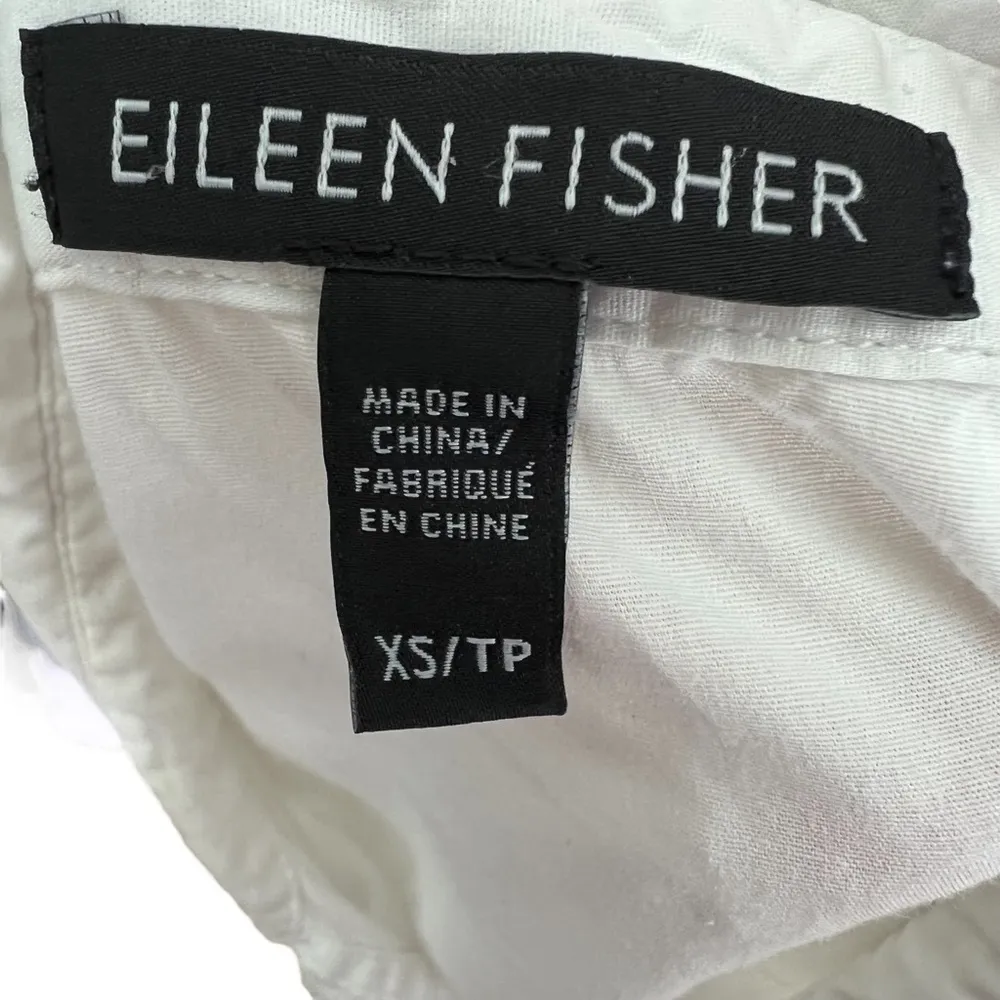 EILEEN FISHER
MADE IN
CHINA/
FABRIQUÉ
EN CHINE
XS/TP